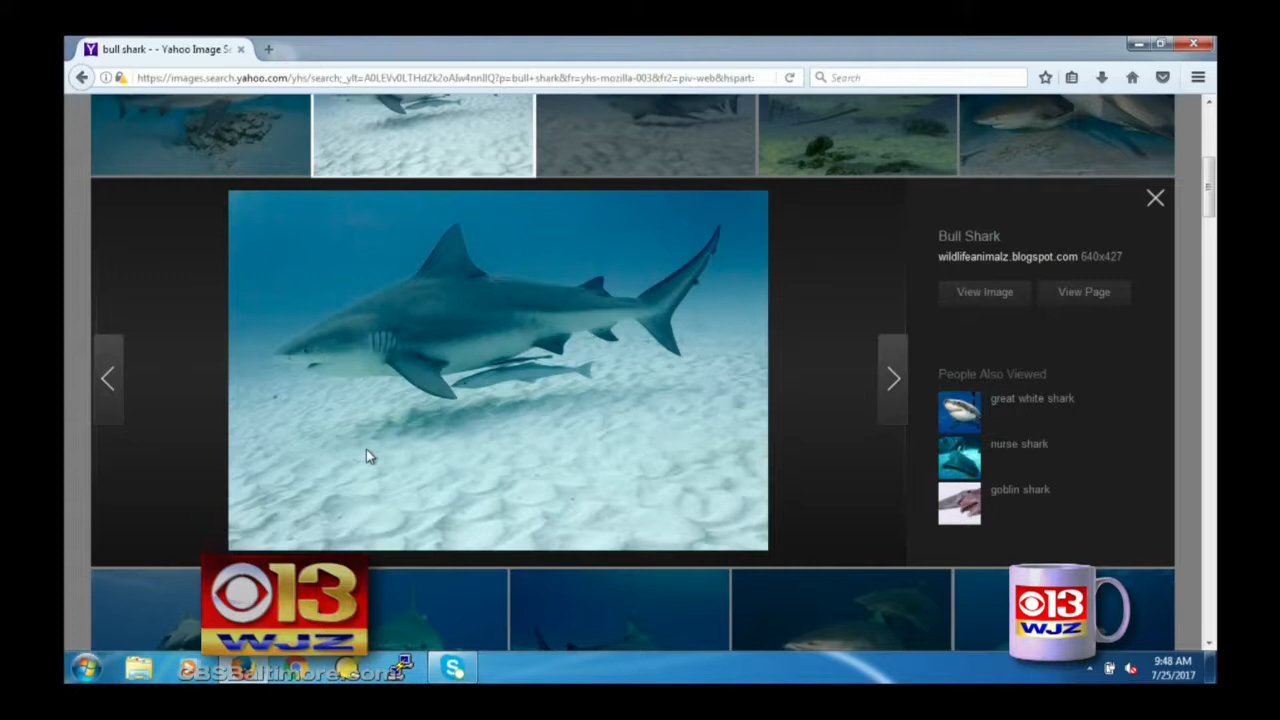 bull shark - - Yahoo Image Se
https://images.search.yahoo.com/yhs/search;_ylt=A0LEVv0LTHdZk2oAIw4nnIlQ?p=bull+shark&fr=yhs-mozilla-003&fr2=piv-web&hspart:
Search
Bull Shark
wildlifeanimalz.blogspot.com 640x427
View Image
View Page
People Also Viewed
great white shark
nurse shark
goblin shark
13
WJZ
13
WJZ
CBSBaltimore.com
9:48 AM
7/25/2017